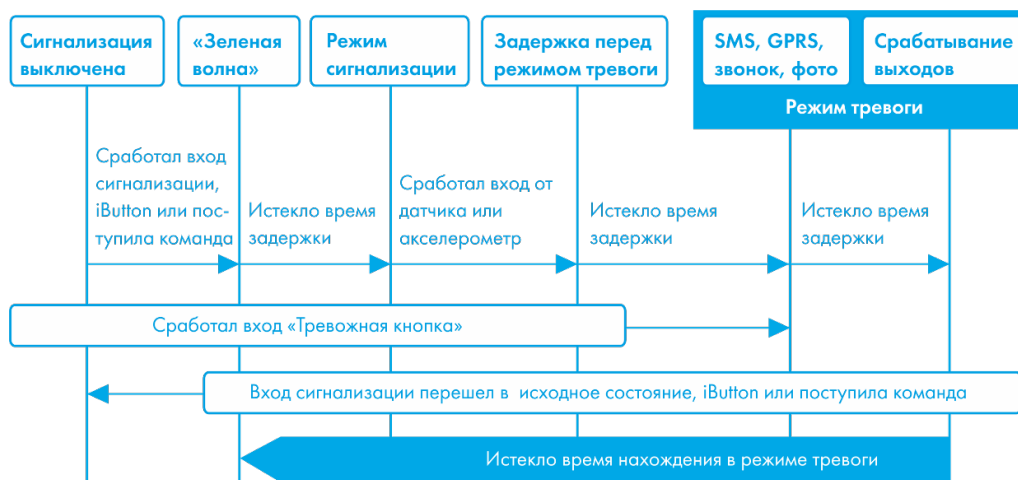 Сигнализация
выключена
«Зеленая
волна»
Режим
сигнализации
Задержка перед
режимом тревоги
SMS, GPRS,
звонок, фото
Срабатывание
выходов
Режим тревоги
Сработал вход
сигнализации,
iButton или пос-
тупила команда
Истекло время
задержки
Сработал вход от
датчика или
акселерометр
Истекло время
задержки
Истекло время
задержки
Сработал вход «Тревожная кнопка»
Вход сигнализации перешел в исходное состояние, iButton или поступила команда
Истекло время нахождения в режиме тревоги